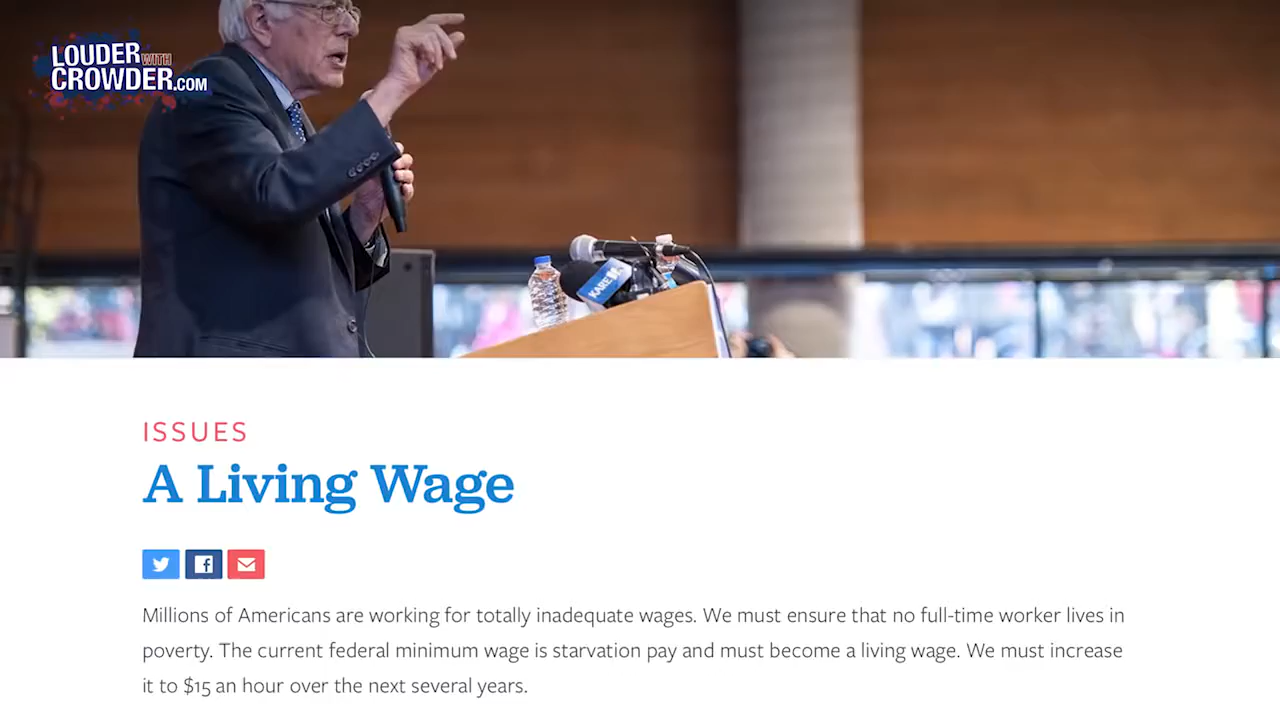 LOUDER WITH
CROWDER.COM
KARE 11
ISSUES
A Living Wage
Millions of Americans are working for totally inadequate wages. We must ensure that no full-time worker lives in
poverty. The current federal minimum wage is starvation pay and must become a living wage. We must increase
it to $15 an hour over the next several years.